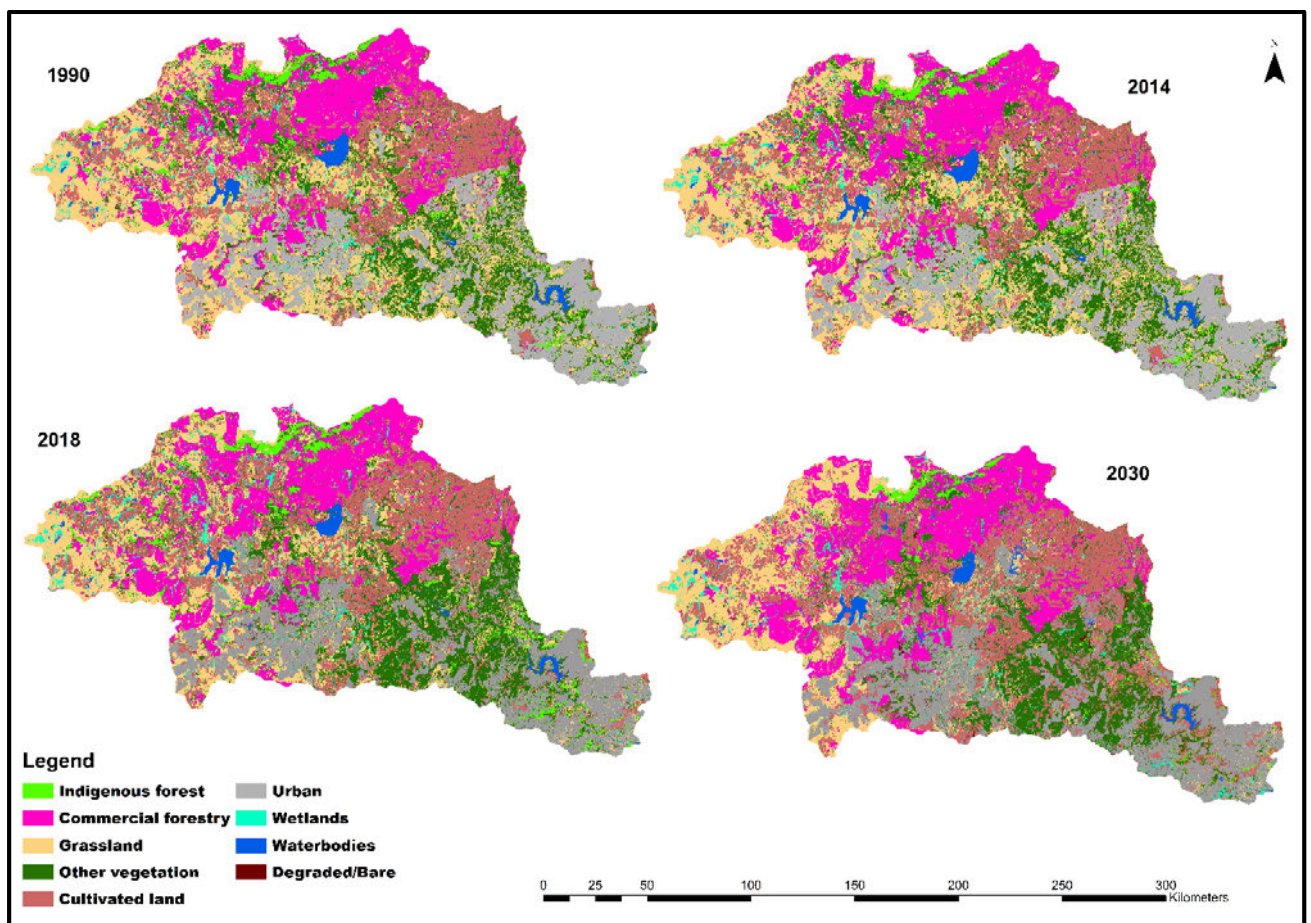 1990
2014
2018
2030
N
Legend
Indigenous forest
Commercial forestry
Grassland
Other vegetation
Cultivated land
Urban
Wetlands
Waterbodies
Degraded/Bare
0 25 50 100 150 200 250 300
Kilometers